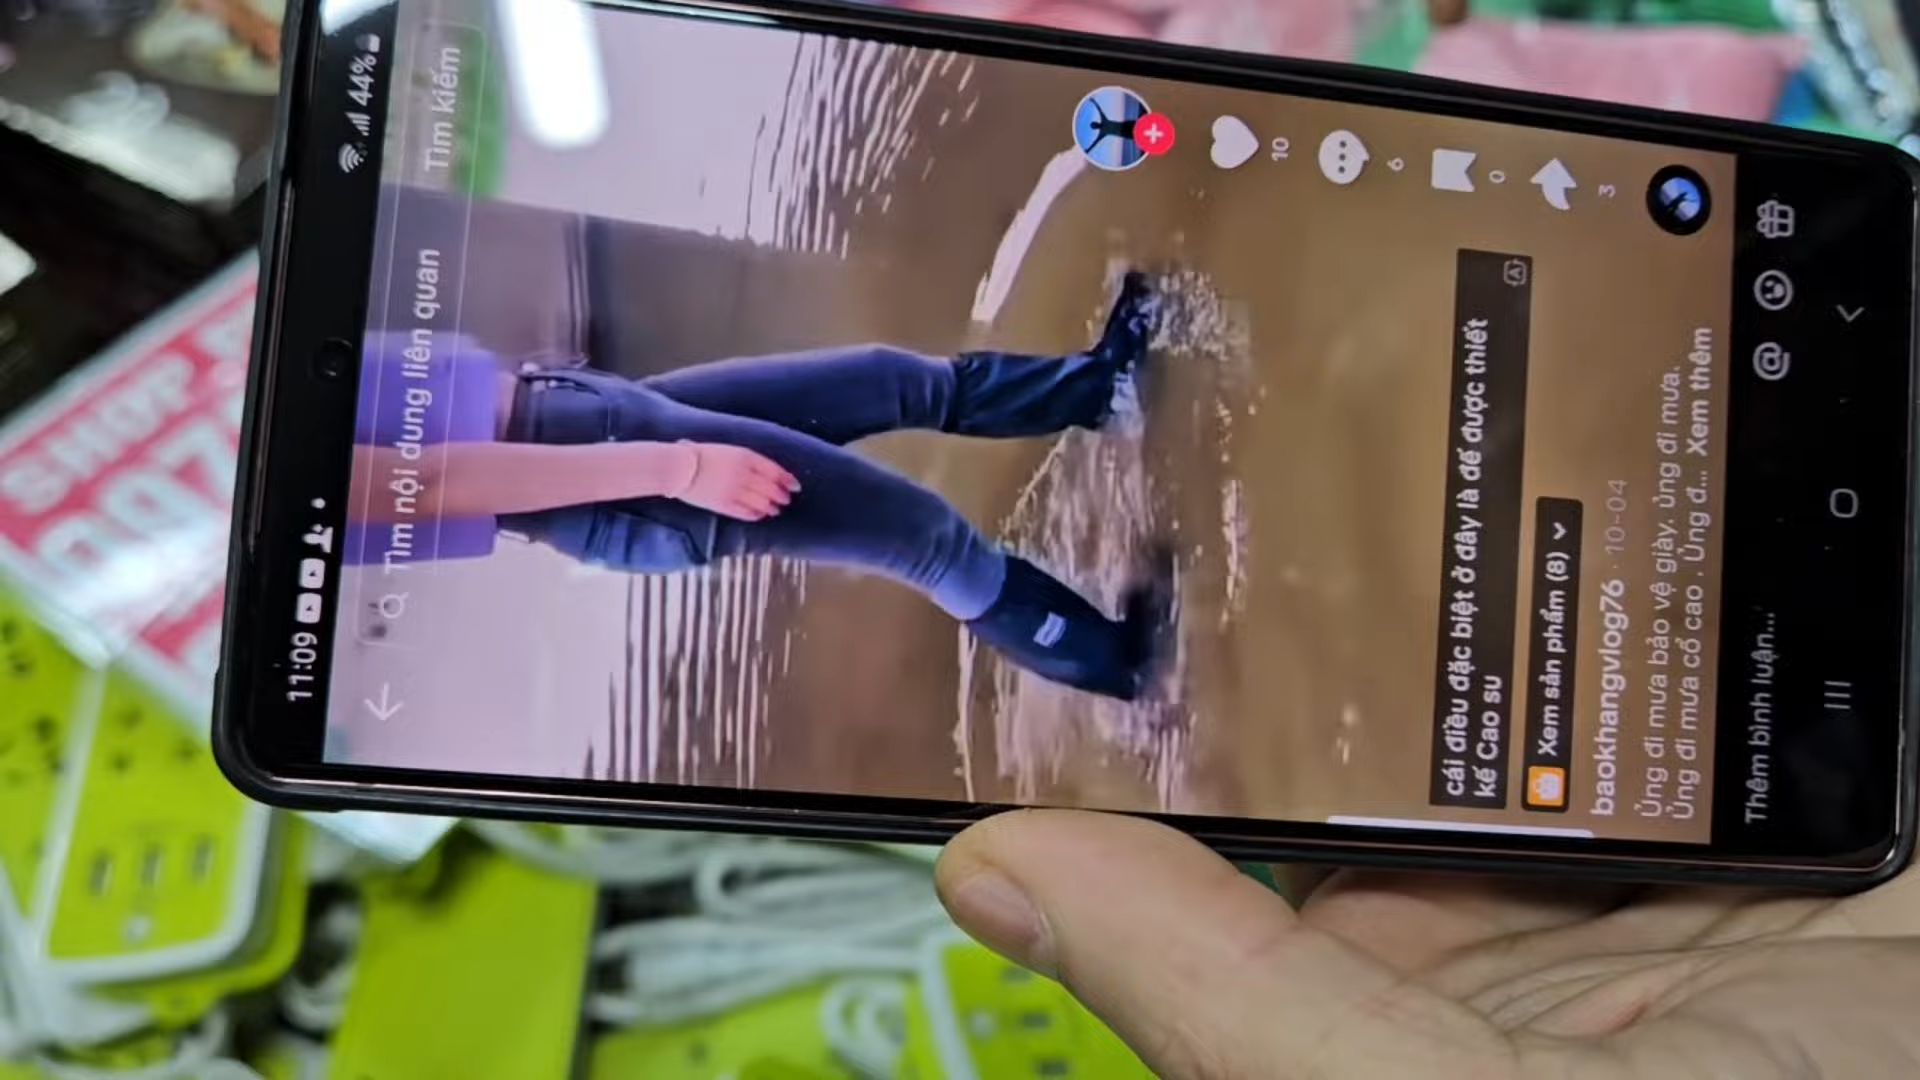 11:09
44%
Tìm nội dung liên quan
Tìm kiếm
10
6
0
3
cái điều đặc biệt ở đây là đế được thiết
kế Cao su
Xem sản phẩm (8)
baokhangvlog76 · 10-04
Ủng đi mưa bảo vệ giày. ủng đi mưa.
Ủng đi mưa cổ cao . Ủng đ... Xem thêm
Thêm bình luận...
SHOP
097